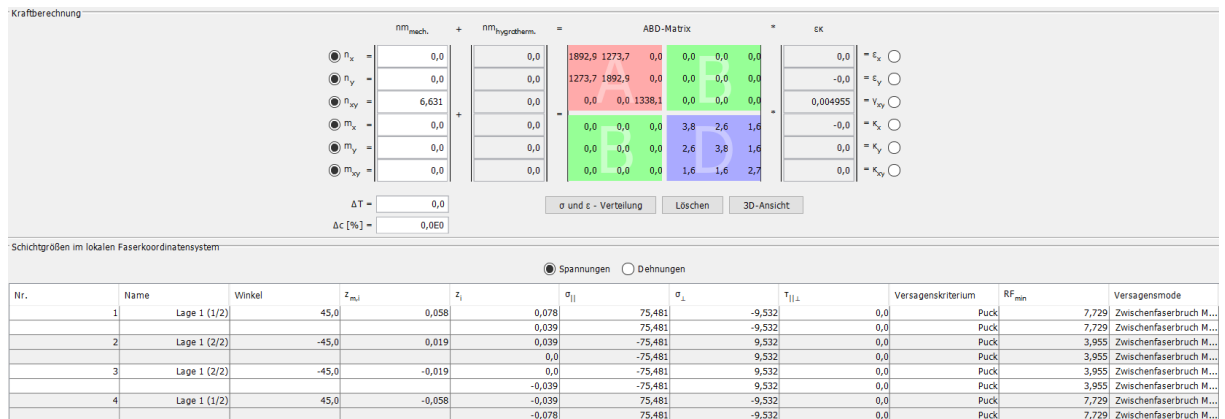 Kraftberechnung
nm mech. + nm hygrotherm. = ABD-Matrix * εκ
n x = 0,0 0,0 1892,9 1273,7 0,0 0,0 0,0 0,0 0,0 = ε x
n y = 0,0 0,0 1273,7 1892,9 0,0 0,0 0,0 0,0 -0,0 = ε y
n xy = 6,631 0,0 0,0 0,0 1338,1 0,0 0,0 0,0 0,004955 = γ xy
+ = *
A B
m x = 0,0 0,0 0,0 0,0 0,0 3,8 2,6 1,6 -0,0 = κ x
m y = 0,0 0,0 0,0 0,0 0,0 2,6 3,8 1,6 0,0 = κ y
m xy = 0,0 0,0 0,0 0,0 0,0 1,6 1,6 2,7 0,0 = κ xy
B D
ΔT = 0,0 σ und ε - Verteilung Löschen 3D-Ansicht
Δc [%] = 0,0E0
Schichtgrößen im lokalen Faserkoordinatensystem
Spannungen Dehnungen
Nr. Name Winkel z m,i z i σ || σ ⊥ τ ||⊥ Versagenskriterium RF min Versagensmode
1 Lage 1 (1/2) 45,0 0,058 0,078 75,481 -9,532 0,0 Puck 7,729 Zwischenfaserbruch M...
0,039 75,481 -9,532 0,0 Puck 7,729 Zwischenfaserbruch M...
2 Lage 1 (2/2) -45,0 0,019 0,039 -75,481 9,532 0,0 Puck 3,955 Zwischenfaserbruch M...
0,0 -75,481 9,532 0,0 Puck 3,955 Zwischenfaserbruch M...
3 Lage 1 (2/2) -45,0 -0,019 0,0 -75,481 9,532 0,0 Puck 3,955 Zwischenfaserbruch M...
-0,039 -75,481 9,532 0,0 Puck 3,955 Zwischenfaserbruch M...
4 Lage 1 (1/2) 45,0 -0,058 -0,039 75,481 -9,532 0,0 Puck 7,729 Zwischenfaserbruch M...
-0,078 75,481 -9,532 0,0 Puck 7,729 Zwischenfaserbruch M...